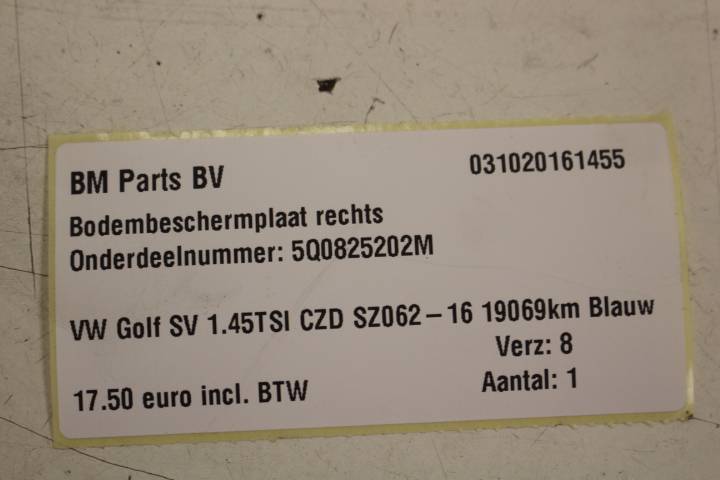 BM Parts BV 031020161455
Bodembeschermplaat rechts
Onderdeelnummer: 5Q0825202M
VW Golf SV 1.45TSI CZD SZ062-16 19069km Blauw
Verz: 8
17.50 euro incl. BTW Aantal: 1